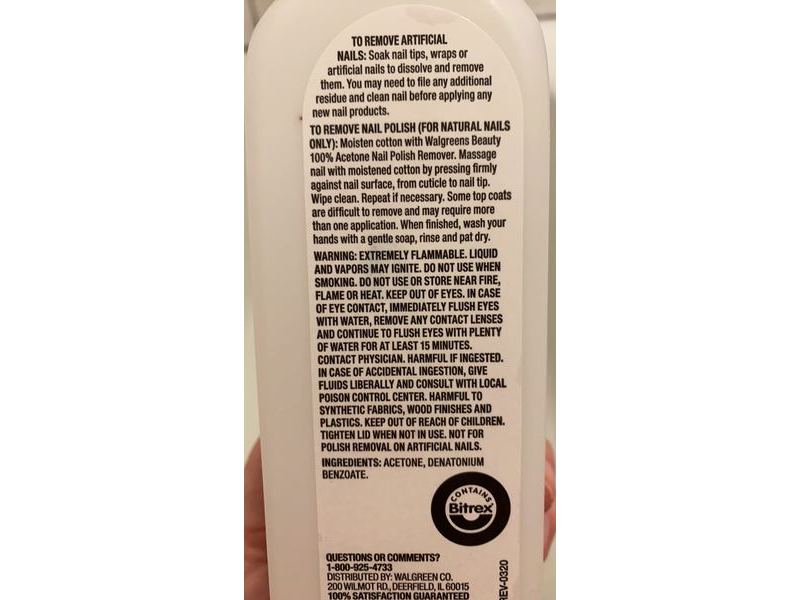 TO REMOVE ARTIFICIAL
NAILS: Soak nail tips, wraps or
artificial nails to dissolve and remove
them. You may need to file any additional
residue and clean nail before applying any
new nail products.
TO REMOVE NAIL POLISH (FOR NATURAL NAILS
ONLY): Moisten cotton with Walgreens Beauty
100% Acetone Nail Polish Remover. Massage
nail with moistened cotton by pressing firmly
against nail surface, from cuticle to nail tip.
Wipe clean. Repeat if necessary. Some top coats
are difficult to remove and may require more
than one application. When finished, wash your
hands with a gentle soap, rinse and pat dry.
WARNING: EXTREMELY FLAMMABLE. LIQUID
AND VAPORS MAY IGNITE. DO NOT USE WHEN
SMOKING. DO NOT USE OR STORE NEAR FIRE,
FLAME OR HEAT. KEEP OUT OF EYES. IN CASE
OF EYE CONTACT, IMMEDIATELY FLUSH EYES
WITH WATER, REMOVE ANY CONTACT LENSES
AND CONTINUE TO FLUSH EYES WITH PLENTY
OF WATER FOR AT LEAST 15 MINUTES.
CONTACT PHYSICIAN. HARMFUL IF INGESTED.
IN CASE OF ACCIDENTAL INGESTION, GIVE
FLUIDS LIBERALLY AND CONSULT WITH LOCAL
POISON CONTROL CENTER. HARMFUL TO
SYNTHETIC FABRICS, WOOD FINISHES AND
PLASTICS. KEEP OUT OF REACH OF CHILDREN.
TIGHTEN LID WHEN NOT IN USE. NOT FOR
POLISH REMOVAL ON ARTIFICIAL NAILS.
INGREDIENTS: ACETONE, DENATONIUM
BENZOATE.
CONTAINS
Bitrex
QUESTIONS OR COMMENTS?
1-800-925-4733
DISTRIBUTED BY: WALGREEN CO.
200 WILMOT RD., DEERFIELD, IL 60015
100% SATISFACTION GUARANTEED
REV-0320